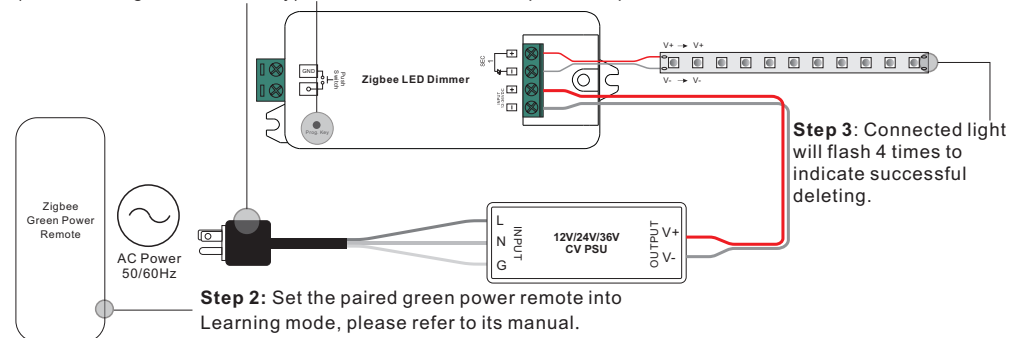 V+ → V+
SEC
1
+
−
+
−
GND
Push
Switch
Zigbee LED Dimmer
V- → V-
Prog. Key
Step 3: Connected light
will flash 4 times to
indicate successful
deleting.
Zigbee
Green Power
Remote
AC Power
50/60Hz
L
N
G
INPUT
12V/24V/36V
CV PSU
OUTPUT
V+
V-
Step 2: Set the paired green power remote into
Learning mode, please refer to its manual.